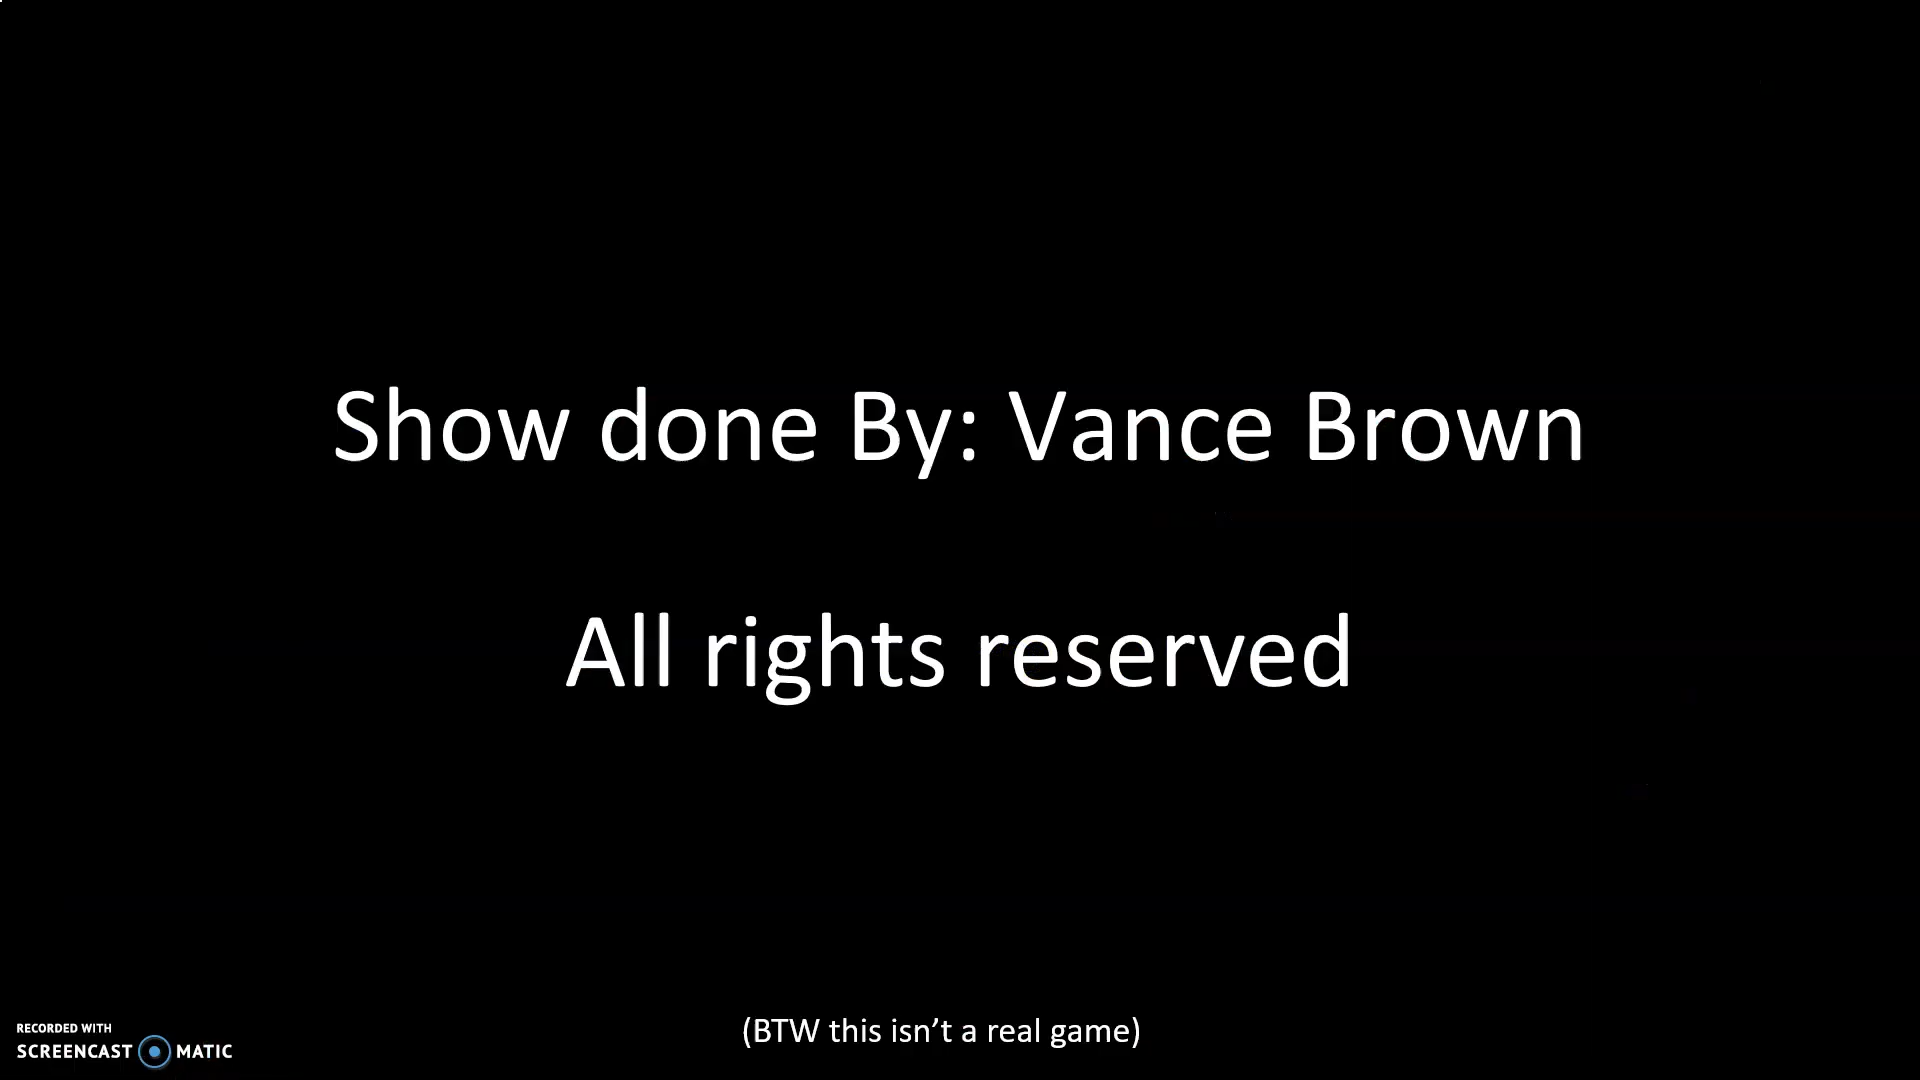 Show done By: Vance Brown
All rights reserved
(BTW this isn’t a real game)
RECORDED WITH
SCREENCAST MATIC